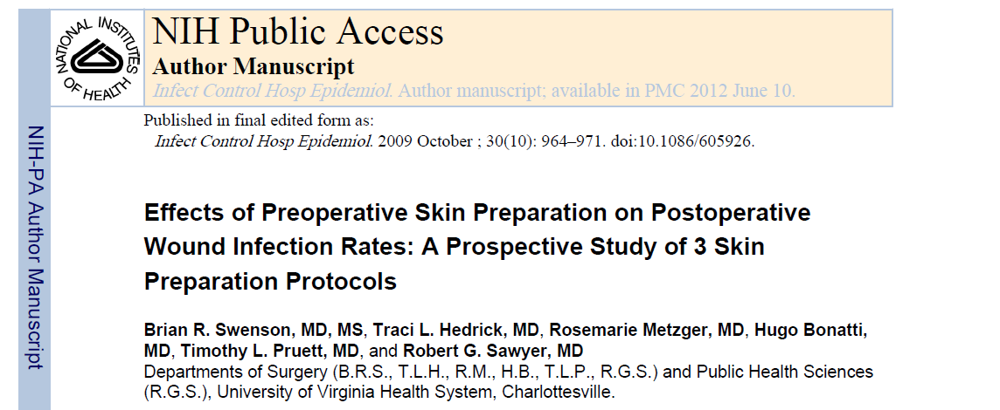 NATIONAL INSTITUTES
OF HEALTH
NIH Public Access
Author Manuscript
Infect Control Hosp Epidemiol. Author manuscript; available in PMC 2012 June 10.
NIH-PA Author Manuscript
Published in final edited form as:
Infect Control Hosp Epidemiol. 2009 October ; 30(10): 964–971. doi:10.1086/605926.
Effects of Preoperative Skin Preparation on Postoperative
Wound Infection Rates: A Prospective Study of 3 Skin
Preparation Protocols
Brian R. Swenson, MD, MS, Traci L. Hedrick, MD, Rosemarie Metzger, MD, Hugo Bonatti,
MD, Timothy L. Pruett, MD, and Robert G. Sawyer, MD
Departments of Surgery (B.R.S., T.L.H., R.M., H.B., T.L.P., R.G.S.) and Public Health Sciences
(R.G.S.), University of Virginia Health System, Charlottesville.